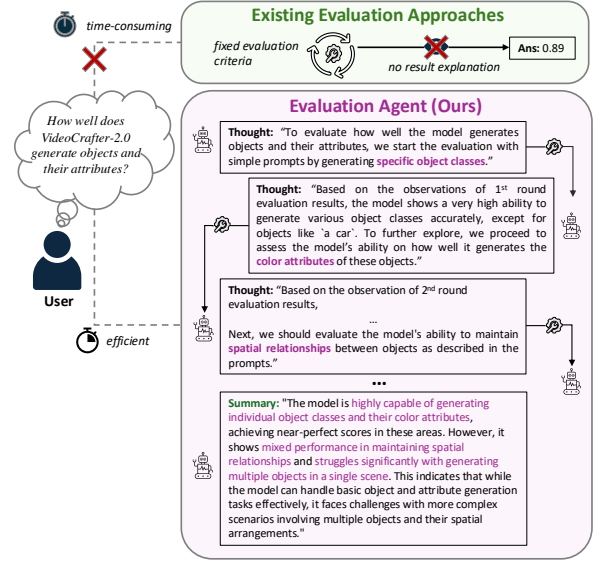 Existing Evaluation Approaches
time-consuming
fixed evaluation
criteria
no result explanation
Ans: 0.89
How well does
VideoCrafter-2.0
generate objects and
their attributes?
User
efficient
Evaluation Agent (Ours)
Thought: “To evaluate how well the model generates
objects and their attributes, we start the evaluation with
simple prompts by generating specific object classes.”
Thought: “Based on the observations of 1st round
evaluation results, the model shows a very high ability to
generate various object classes accurately, except for
objects like `a car`. To further explore, we proceed to
assess the model’s ability on how well it generates the
color attributes of these objects.”
Thought: “Based on the observation of 2nd round
evaluation results,
...
Next, we should evaluate the model's ability to maintain
spatial relationships between objects as described in the
prompts.”
...
Summary: "The model is highly capable of generating
individual object classes and their color attributes,
achieving near-perfect scores in these areas. However, it
shows mixed performance in maintaining spatial
relationships and struggles significantly with generating
multiple objects in a single scene. This indicates that while
the model can handle basic object and attribute generation
tasks effectively, it faces challenges with more complex
scenarios involving multiple objects and their spatial
arrangements."